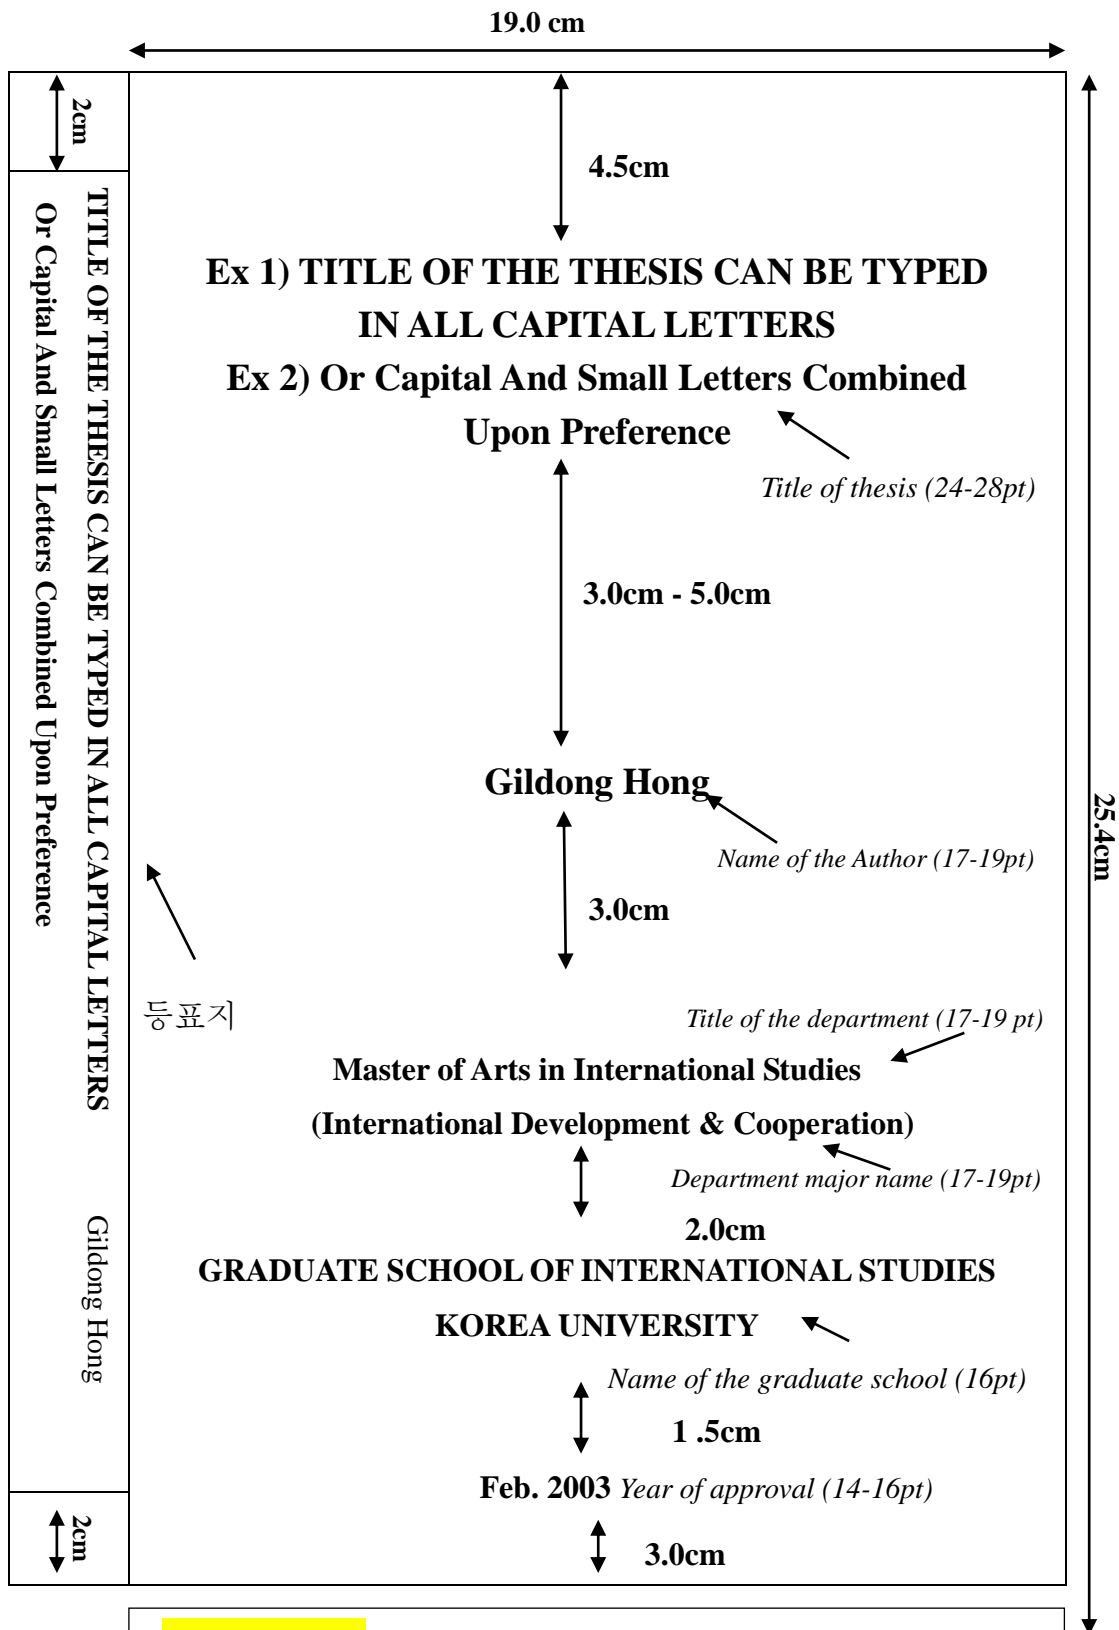 19.0 cm
2cm
4.5cm
TITLE OF THE THESIS CAN BE TYPED IN ALL CAPITAL LETTERS
Or Capital And Small Letters Combined Upon Preference
Ex 1) TITLE OF THE THESIS CAN BE TYPED
IN ALL CAPITAL LETTERS
Ex 2) Or Capital And Small Letters Combined
Upon Preference
Title of thesis (24-28pt)
3.0cm - 5.0cm
Gildong Hong
Name of the Author (17-19pt)
25.4cm
3.0cm
등표지
Title of the department (17-19 pt)
Master of Arts in International Studies
(International Development & Cooperation)
Department major name (17-19pt)
2.0cm
GRADUATE SCHOOL OF INTERNATIONAL STUDIES
KOREA UNIVERSITY
Gildong Hong
Name of the graduate school (16pt)
1 .5cm
Feb. 2003 Year of approval (14-16pt)
2cm
3.0cm